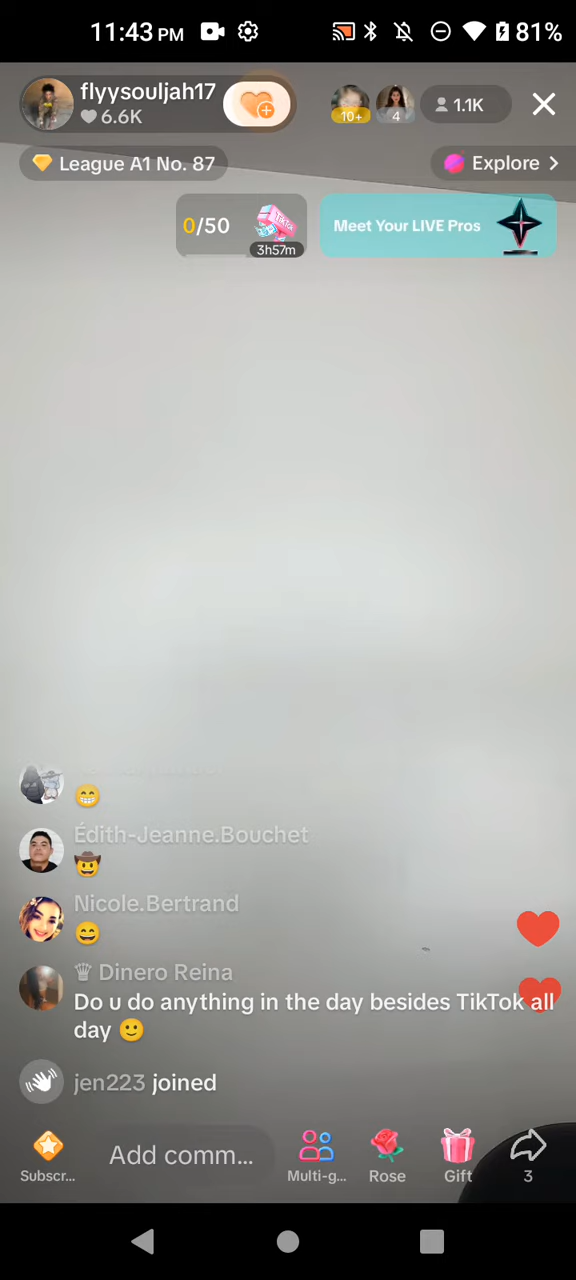 11:43 PM
81%
flyysouljah17
6.6K
10+
4
1.1K
League A1 No. 87
Explore
0/50
TikTok
3h57m
Meet Your LIVE Pros
Édith-Jeanne.Bouchet
Nicole.Bertrand
Dinero Reina
Do u do anything in the day besides TikTok all
day
jen223 joined
Add comm...
Subscr...
Multi-g...
Rose
Gift
3